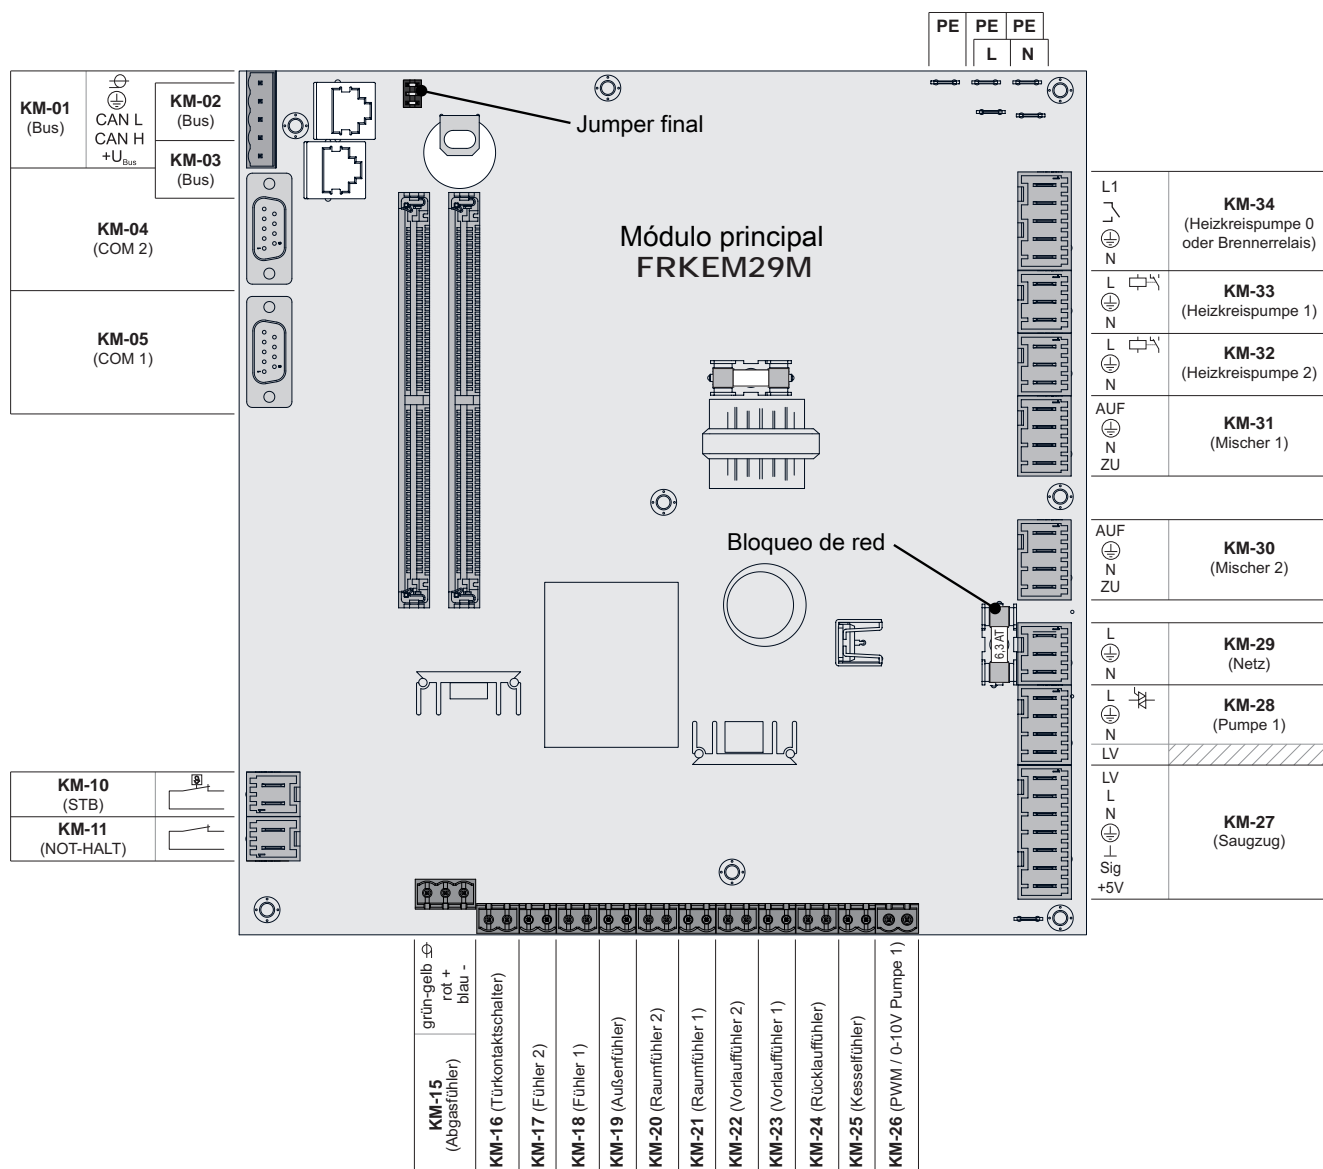 PE PE PE
L N
KM-01
(Bus)
CAN L
CAN H
+U Bus
KM-02
(Bus)
KM-03
(Bus)
KM-04
(COM 2)
KM-05
(COM 1)
Jumper final
Módulo principal
FRKEM29M
Bloqueo de red
6,3 AT
L1
N
KM-34
(Heizkreispumpe 0
oder Brennerrelais)
L
N
KM-33
(Heizkreispumpe 1)
L
N
KM-32
(Heizkreispumpe 2)
AUF
N
ZU
KM-31
(Mischer 1)
AUF
N
ZU
KM-30
(Mischer 2)
L
N
KM-29
(Netz)
L
N
LV
KM-28
(Pumpe 1)
LV
L
N
Sig
+5V
KM-27
(Saugzug)
KM-10
(STB)
KM-11
(NOT-HALT)
grün-gelb
rot +
blau -
KM-15
(Abgasfühler)
KM-16 (Türkontaktschalter)
KM-17 (Fühler 2)
KM-18 (Fühler 1)
KM-19 (Außenfühler)
KM-20 (Raumfühler 2)
KM-21 (Raumfühler 1)
KM-22 (Vorlauffühler 2)
KM-23 (Vorlauffühler 1)
KM-24 (Rücklauffühler)
KM-25 (Kesselfühler)
KM-26 (PWM / 0-10V Pumpe 1)